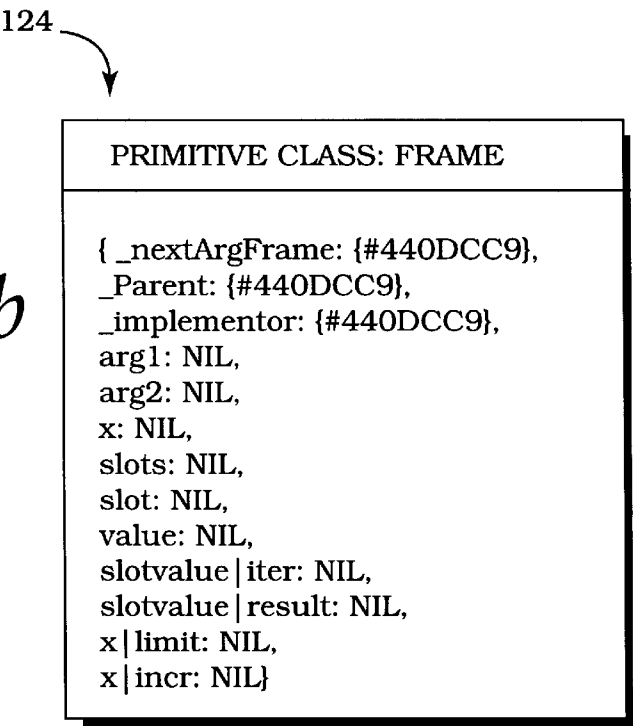 124
PRIMITIVE CLASS: FRAME
{ _nextArgFrame: {#440DCC9},
_Parent: {#440DCC9},
_implementor: {#440DCC9},
arg1: NIL,
arg2: NIL,
x: NIL,
slots: NIL,
slot: NIL,
value: NIL,
slotvalue|iter: NIL,
slotvalue|result: NIL,
x|limit: NIL,
x|incr: NIL}